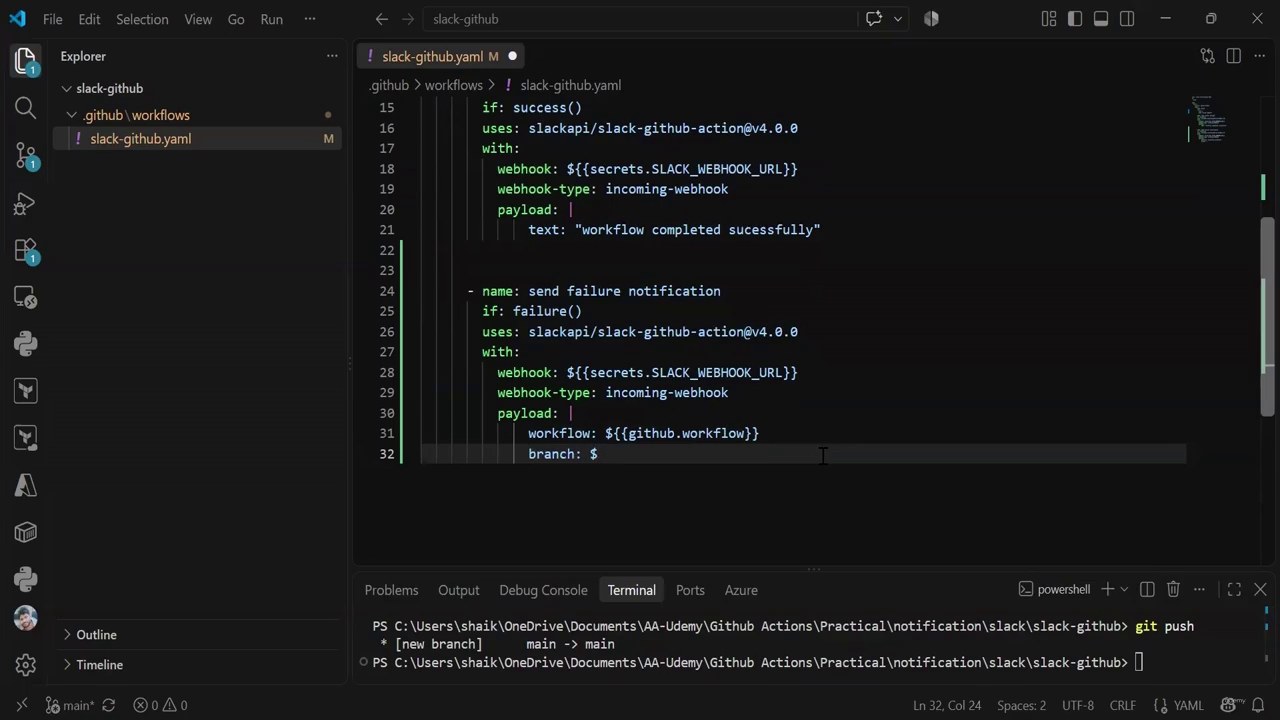 File Edit Selection View Go Run ···
slack-github
Explorer
slack-github
.github\workflows
slack-github.yaml M
Outline
Timeline
1
1
1
! slack-github.yaml M
.github > workflows > ! slack-github.yaml
15 if: success()
16 uses: slackapi/slack-github-action@v4.0.0
17 with:
18 webhook: ${{secrets.SLACK_WEBHOOK_URL}}
19 webhook-type: incoming-webhook
20 payload: |
21 text: "workflow completed sucessfully"
22
23
24 - name: send failure notification
25 if: failure()
26 uses: slackapi/slack-github-action@v4.0.0
27 with:
28 webhook: ${{secrets.SLACK_WEBHOOK_URL}}
29 webhook-type: incoming-webhook
30 payload: |
31 workflow: ${{github.workflow}}
32 branch: $
Problems Output Debug Console Terminal Ports Azure
powershell
PS C:\Users\shaik\OneDrive\Documents\AA-Udemy\Github Actions\Practical\notification\slack\slack-github> git push
* [new branch] main -> main
PS C:\Users\shaik\OneDrive\Documents\AA-Udemy\Github Actions\Practical\notification\slack\slack-github>
main* 0 0
Ln 32, Col 24 Spaces: 2 UTF-8 CRLF {} YAML